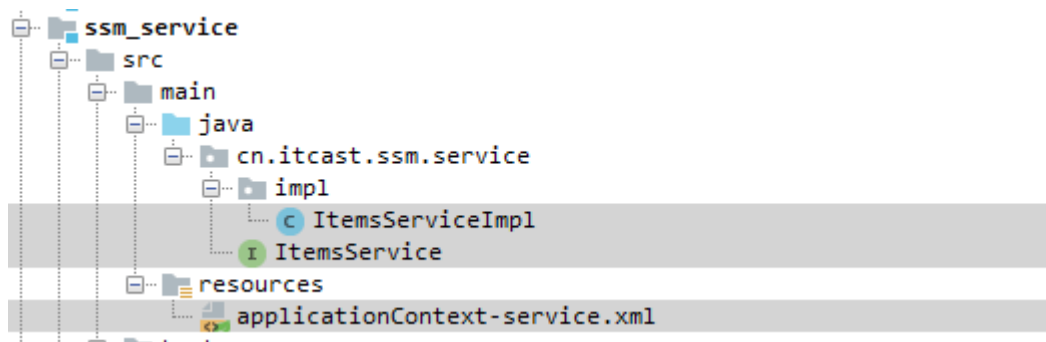 ssm_service
src
main
java
cn.itcast.ssm.service
impl
C ItemsServiceImpl
I ItemsService
resources
applicationContext-service.xml